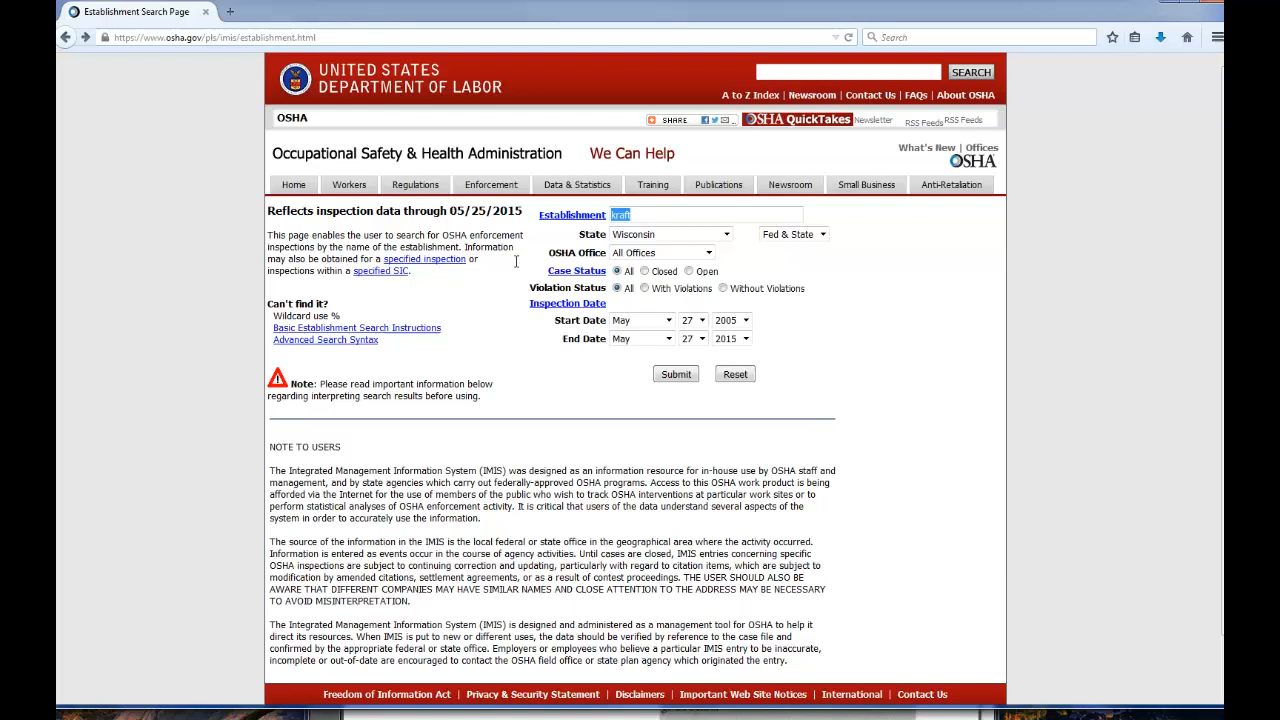 Establishment Search Page
https://www.osha.gov/pls/imis/establishment.html
Search
UNITED STATES
DEPARTMENT OF LABOR
SEARCH
A to Z Index | Newsroom | Contact Us | FAQs | About OSHA
OSHA
SHARE
OSHA QuickTakes Newsletter RSS Feeds RSS Feeds
Occupational Safety & Health Administration We Can Help
What's New | Offices
OSHA
Home Workers Regulations Enforcement Data & Statistics Training Publications Newsroom Small Business Anti-Retaliation
Reflects inspection data through 05/25/2015
This page enables the user to search for OSHA enforcement
inspections by the name of the establishment. Information
may also be obtained for a specified inspection or
inspections within a specified SIC.
Can't find it?
Wildcard use %
Basic Establishment Search Instructions
Advanced Search Syntax
Note: Please read important information below
regarding interpreting search results before using.
Establishment kraft
State Wisconsin Fed & State
OSHA Office All Offices
Case Status All Closed Open
Violation Status All With Violations Without Violations
Inspection Date
Start Date May 27 2005
End Date May 27 2015
Submit Reset
NOTE TO USERS
The Integrated Management Information System (IMIS) was designed as an information resource for in-house use by OSHA staff and
management, and by state agencies which carry out federally-approved OSHA programs. Access to this OSHA work product is being
afforded via the Internet for the use of members of the public who wish to track OSHA interventions at particular work sites or to
perform statistical analyses of OSHA enforcement activity. It is critical that users of the data understand several aspects of the
system in order to accurately use the information.
The source of the information in the IMIS is the local federal or state office in the geographical area where the activity occurred.
Information is entered as events occur in the course of agency activities. Until cases are closed, IMIS entries concerning specific
OSHA inspections are subject to continuing correction and updating, particularly with regard to citation items, which are subject to
modification by amended citations, settlement agreements, or as a result of contest proceedings. THE USER SHOULD ALSO BE
AWARE THAT DIFFERENT COMPANIES MAY HAVE SIMILAR NAMES AND CLOSE ATTENTION TO THE ADDRESS MAY BE NECESSARY
TO AVOID MISINTERPRETATION.
The Integrated Management Information System (IMIS) is designed and administered as a management tool for OSHA to help it
direct its resources. When IMIS is put to new or different uses, the data should be verified by reference to the case file and
confirmed by the appropriate federal or state office. Employers or employees who believe a particular IMIS entry to be inaccurate,
incomplete or out-of-date are encouraged to contact the OSHA field office or state plan agency which originated the entry.
Freedom of Information Act | Privacy & Security Statement | Disclaimers | Important Web Site Notices | International | Contact Us